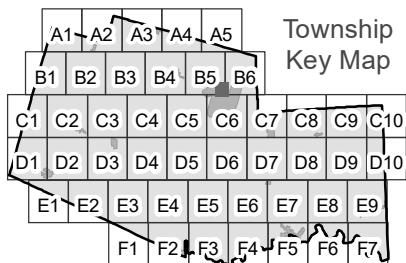 Township
Key Map
A1 A2 A3 A4 A5
B1 B2 B3 B4 B5 B6
C1 C2 C3 C4 C5 C6 C7 C8 C9 C10
D1 D2 D3 D4 D5 D6 D7 D8 D9 D10
E1 E2 E3 E4 E5 E6 E7 E8 E9
F1 F2 F3 F4 F5 F6 F7